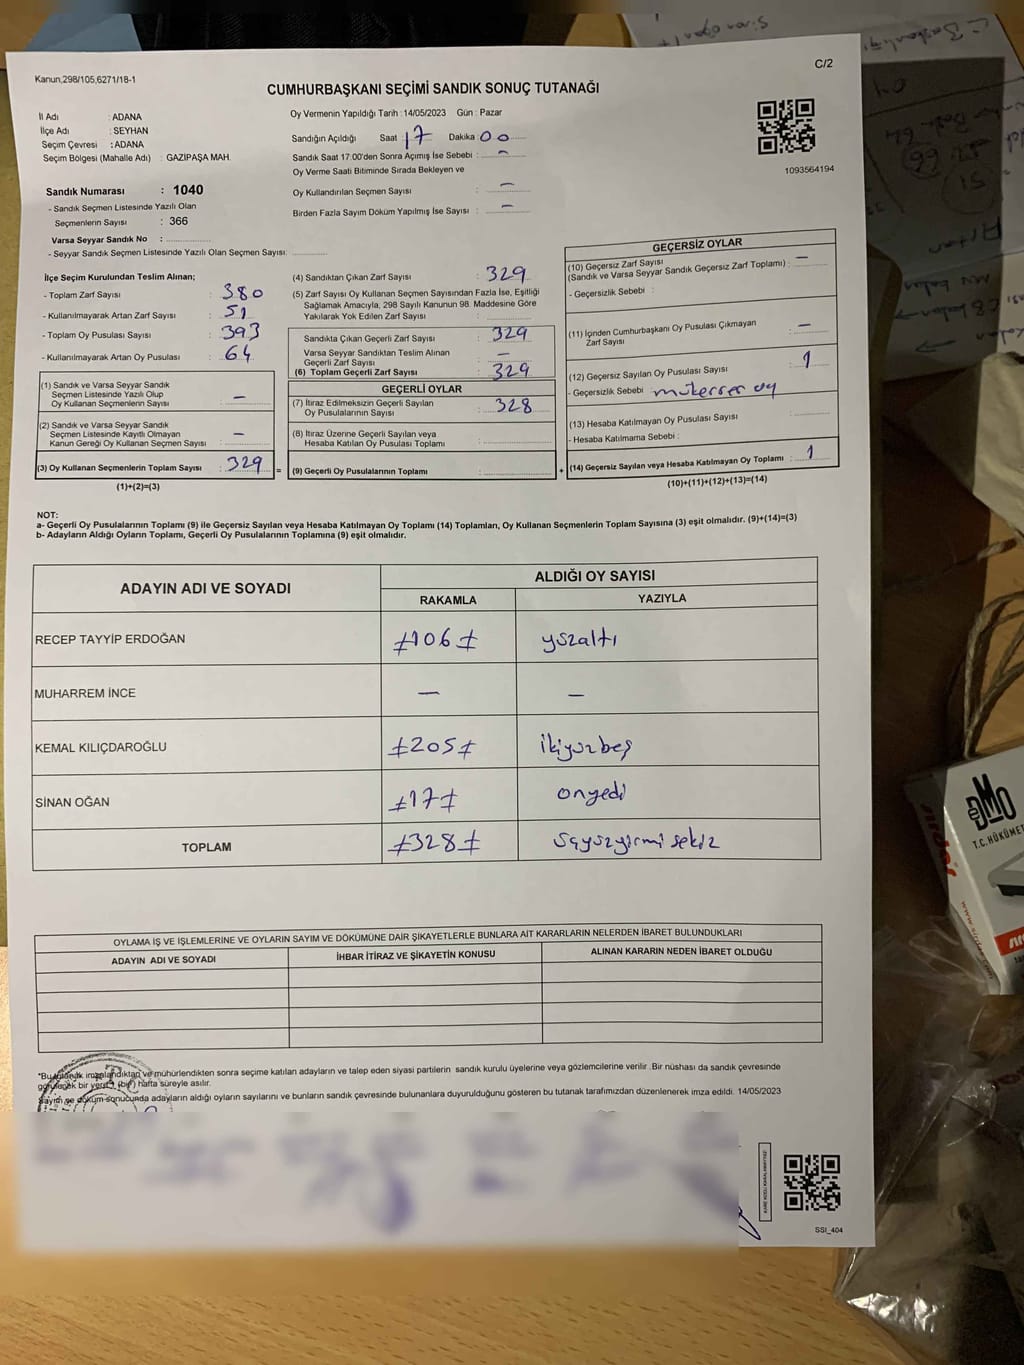 Kanun,298/105,6271/18-1
C/2
CUMHURBAŞKANI SEÇİMİ SANDIK SONUÇ TUTANAĞI
İl Adı : ADANA
İlçe Adı : SEYHAN
Seçim Çevresi : ADANA
Seçim Bölgesi (Mahalle Adı) : GAZİPAŞA MAH.
Oy Vermenin Yapıldığı Tarih : 14/05/2023 Gün : Pazar
Sandığın Açıldığı Saat : 17 Dakika 00
Sandık Saat 17.00'den Sonra Açımış İse Sebebi : –
Oy Verme Saati Bitiminde Sırada Bekleyen ve
Oy Kullandırılan Seçmen Sayısı : –
Birden Fazla Sayım Döküm Yapılmış İse Sayısı : –
1093564194
Sandık Numarası : 1040
- Sandık Seçmen Listesinde Yazılı Olan
Seçmenlerin Sayısı : 366
Varsa Seyyar Sandık No :
- Seyyar Sandık Seçmen Listesinde Yazılı Olan Seçmen Sayısı:
İlçe Seçim Kurulundan Teslim Alınan;
- Toplam Zarf Sayısı : 380
- Kullanılmayarak Artan Zarf Sayısı : 51
- Toplam Oy Pusulası Sayısı : 393
- Kullanılmayarak Artan Oy Pusulası : 64
(1) Sandık ve Varsa Seyyar Sandık
Seçmen Listesinde Yazılı Olup
Oy Kullanan Seçmenlerin Sayısı : –
(2) Sandık ve Varsa Seyyar Sandık
Seçmen Listesinde Kayıtlı Olmayan
Kanun Gereği Oy Kullanan Seçmen Sayısı : –
(3) Oy Kullanan Seçmenlerin Toplam Sayısı : 329 =
(1)+(2)=(3)
(4) Sandıktan Çıkan Zarf Sayısı : 329
(5) Zarf Sayısı Oy Kullanan Seçmen Sayısından Fazla İse, Eşitliği
Sağlamak Amacıyla, 298 Sayılı Kanunun 98. Maddesine Göre
Yakılarak Yok Edilen Zarf Sayısı :
Sandıkta Çıkan Geçerli Zarf Sayısı : 329
Varsa Seyyar Sandıktan Teslim Alınan
Geçerli Zarf Sayısı : –
(6) Toplam Geçerli Zarf Sayısı : 329
GEÇERLİ OYLAR
(7) İtiraz Edilmeksizin Geçerli Sayılan
Oy Pusulalarının Sayısı : 328
(8) İtiraz Üzerine Geçerli Sayılan veya
Hesaba Katılan Oy Pusulası Toplamı :
(9) Geçerli Oy Pusulalarının Toplamı : +
GEÇERSİZ OYLAR
(10) Geçersiz Zarf Sayısı
(Sandık ve Varsa Seyyar Sandık Geçersiz Zarf Toplamı) : –
- Geçersizlik Sebebi :
(11) İçinden Cumhurbaşkanı Oy Pusulası Çıkmayan
Zarf Sayısı : –
(12) Geçersiz Sayılan Oy Pusulası Sayısı : 1
- Geçersizlik Sebebi mükerrer oy
(13) Hesaba Katılmayan Oy Pusulası Sayısı :
- Hesaba Katılmama Sebebi :
(14) Geçersiz Sayılan veya Hesaba Katılmayan Oy Toplamı : 1
(10)+(11)+(12)+(13)=(14)
NOT:
a- Geçerli Oy Pusulalarının Toplamı (9) ile Geçersiz Sayılan veya Hesaba Katılmayan Oy Toplamı (14) Toplamları, Oy Kullanan Seçmenlerin Toplam Sayısına (3) eşit olmalıdır. (9)+(14)=(3)
b- Adayların Aldığı Oyların Toplamı, Geçerli Oy Pusulalarının Toplamına (9) eşit olmalıdır.
ADAYIN ADI VE SOYADI ALDIĞI OY SAYISI
RAKAMLA YAZIYLA
RECEP TAYYİP ERDOĞAN ≠106≠ yüzaltı
MUHARREM İNCE – –
KEMAL KILIÇDAROĞLU ≠205≠ ikiyüzbeş
SİNAN OĞAN ≠17≠ onyedi
TOPLAM ≠328≠ üçyüzyirmi sekiz
OYLAMA İŞ VE İŞLEMLERİNE VE OYLARIN SAYIM VE DÖKÜMÜNE DAİR ŞİKAYETLERLE BUNLARA AİT KARARLARIN NELERDEN İBARET BULUNDUKLARI
ADAYIN ADI VE SOYADI İHBAR İTİRAZ VE ŞİKAYETİN KONUSU ALINAN KARARIN NEDEN İBARET OLDUĞU
*Bu tutanak imzalandıktan ve mühürlendikten sonra seçime katılan adayların ve talep eden siyasi partilerin sandık kurulu üyelerine veya gözlemcilerine verilir .Bir nüshası da sandık çevresinde
görülecek bir yerde 1 (bir) hafta süreyle asılır.
Sayım ve döküm sonucunda adayların aldığı oyların sayılarını ve bunların sandık çevresinde bulunanlara duyurulduğunu gösteren bu tutanak tarafımızdan düzenlenerek imza edildi. 14/05/2023
SSI_404
DMO
T.C. HÜKÜMET